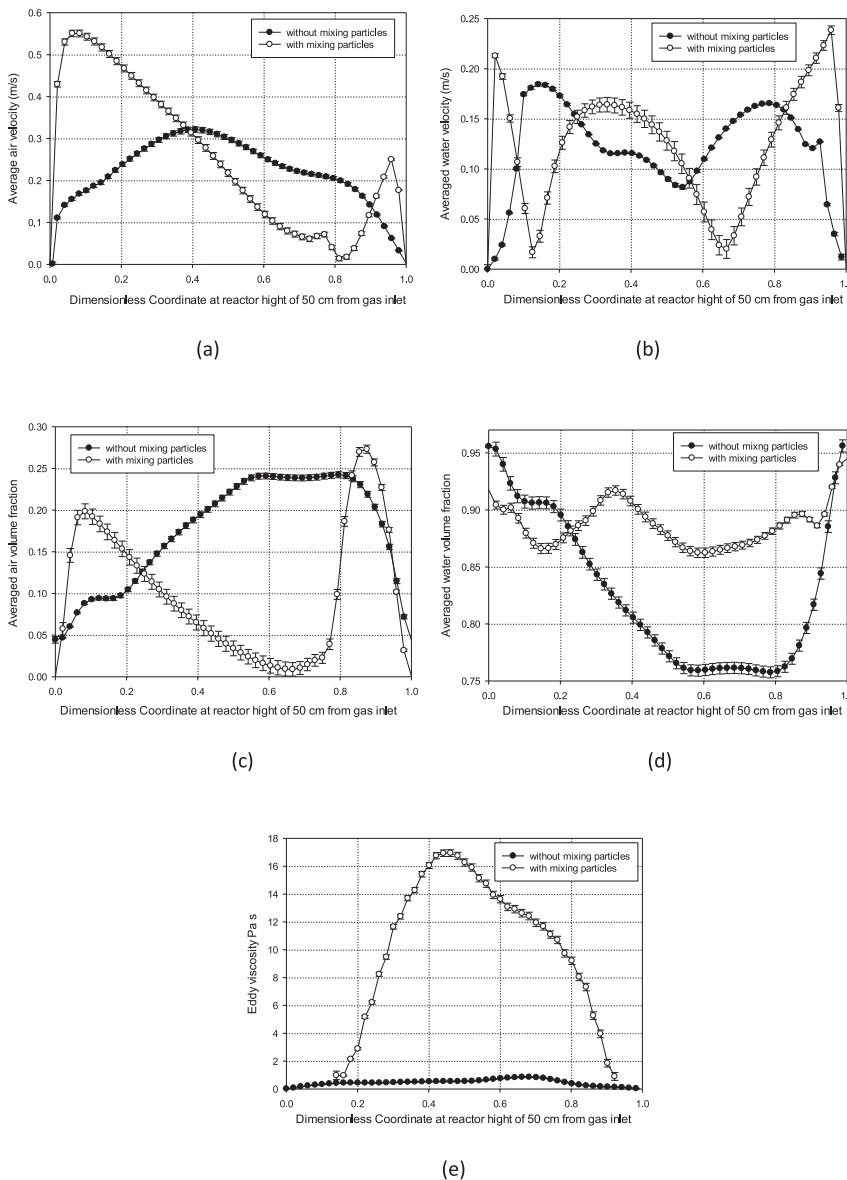 without mixing particles
with mixing particles
Average air velocity (m/s)
0.6
0.5
0.4
0.3
0.2
0.1
0.0
0.0 0.2 0.4 0.6 0.8 1.0
Dimensionless Coordinate at reactor hight of 50 cm from gas inlet
(a)
without mixing particles
with mixing particles
Averaged water velocity (m/s)
0.25
0.20
0.15
0.10
0.05
0.00
0.0 0.2 0.4 0.6 0.8 1.0
Dimensionless Coordinate at reactor hight of 50 cm from gas inlet
(b)
without mixing particles
with mixing particles
Averaged air volume fraction
0.30
0.25
0.20
0.15
0.10
0.05
0.00
0.0 0.2 0.4 0.6 0.8 1.0
Dimensionless Coordinate at reactor hight of 50 cm from gas inlet
(c)
without mixng particles
with mixing particles
Averaged water volume fraction
0.95
0.90
0.85
0.80
0.75
0.0 0.2 0.4 0.6 0.8 1.0
Dimensionless Coordinate at reactor hight of 50 cm from gas inlet
(d)
without mixing particles
with mixing particles
Eddy viscosity Pa s
18
16
14
12
10
8
6
4
2
0
0.0 0.2 0.4 0.6 0.8 1.0
Dimensionless Coordinate at reactor hight of 50 cm from gas inlet
(e)